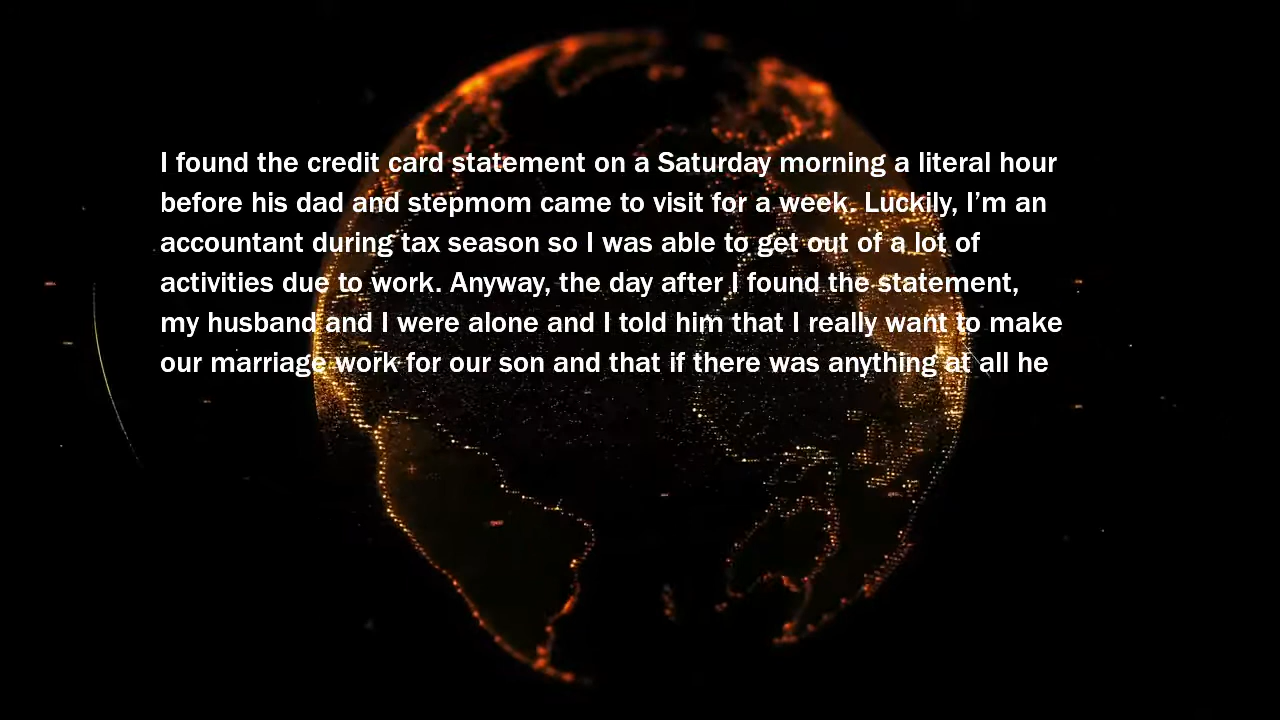 I found the credit card statement on a Saturday morning a literal hour
before his dad and stepmom came to visit for a week. Luckily, I’m an
accountant during tax season so I was able to get out of a lot of
activities due to work. Anyway, the day after I found the statement,
my husband and I were alone and I told him that I really want to make
our marriage work for our son and that if there was anything at all he